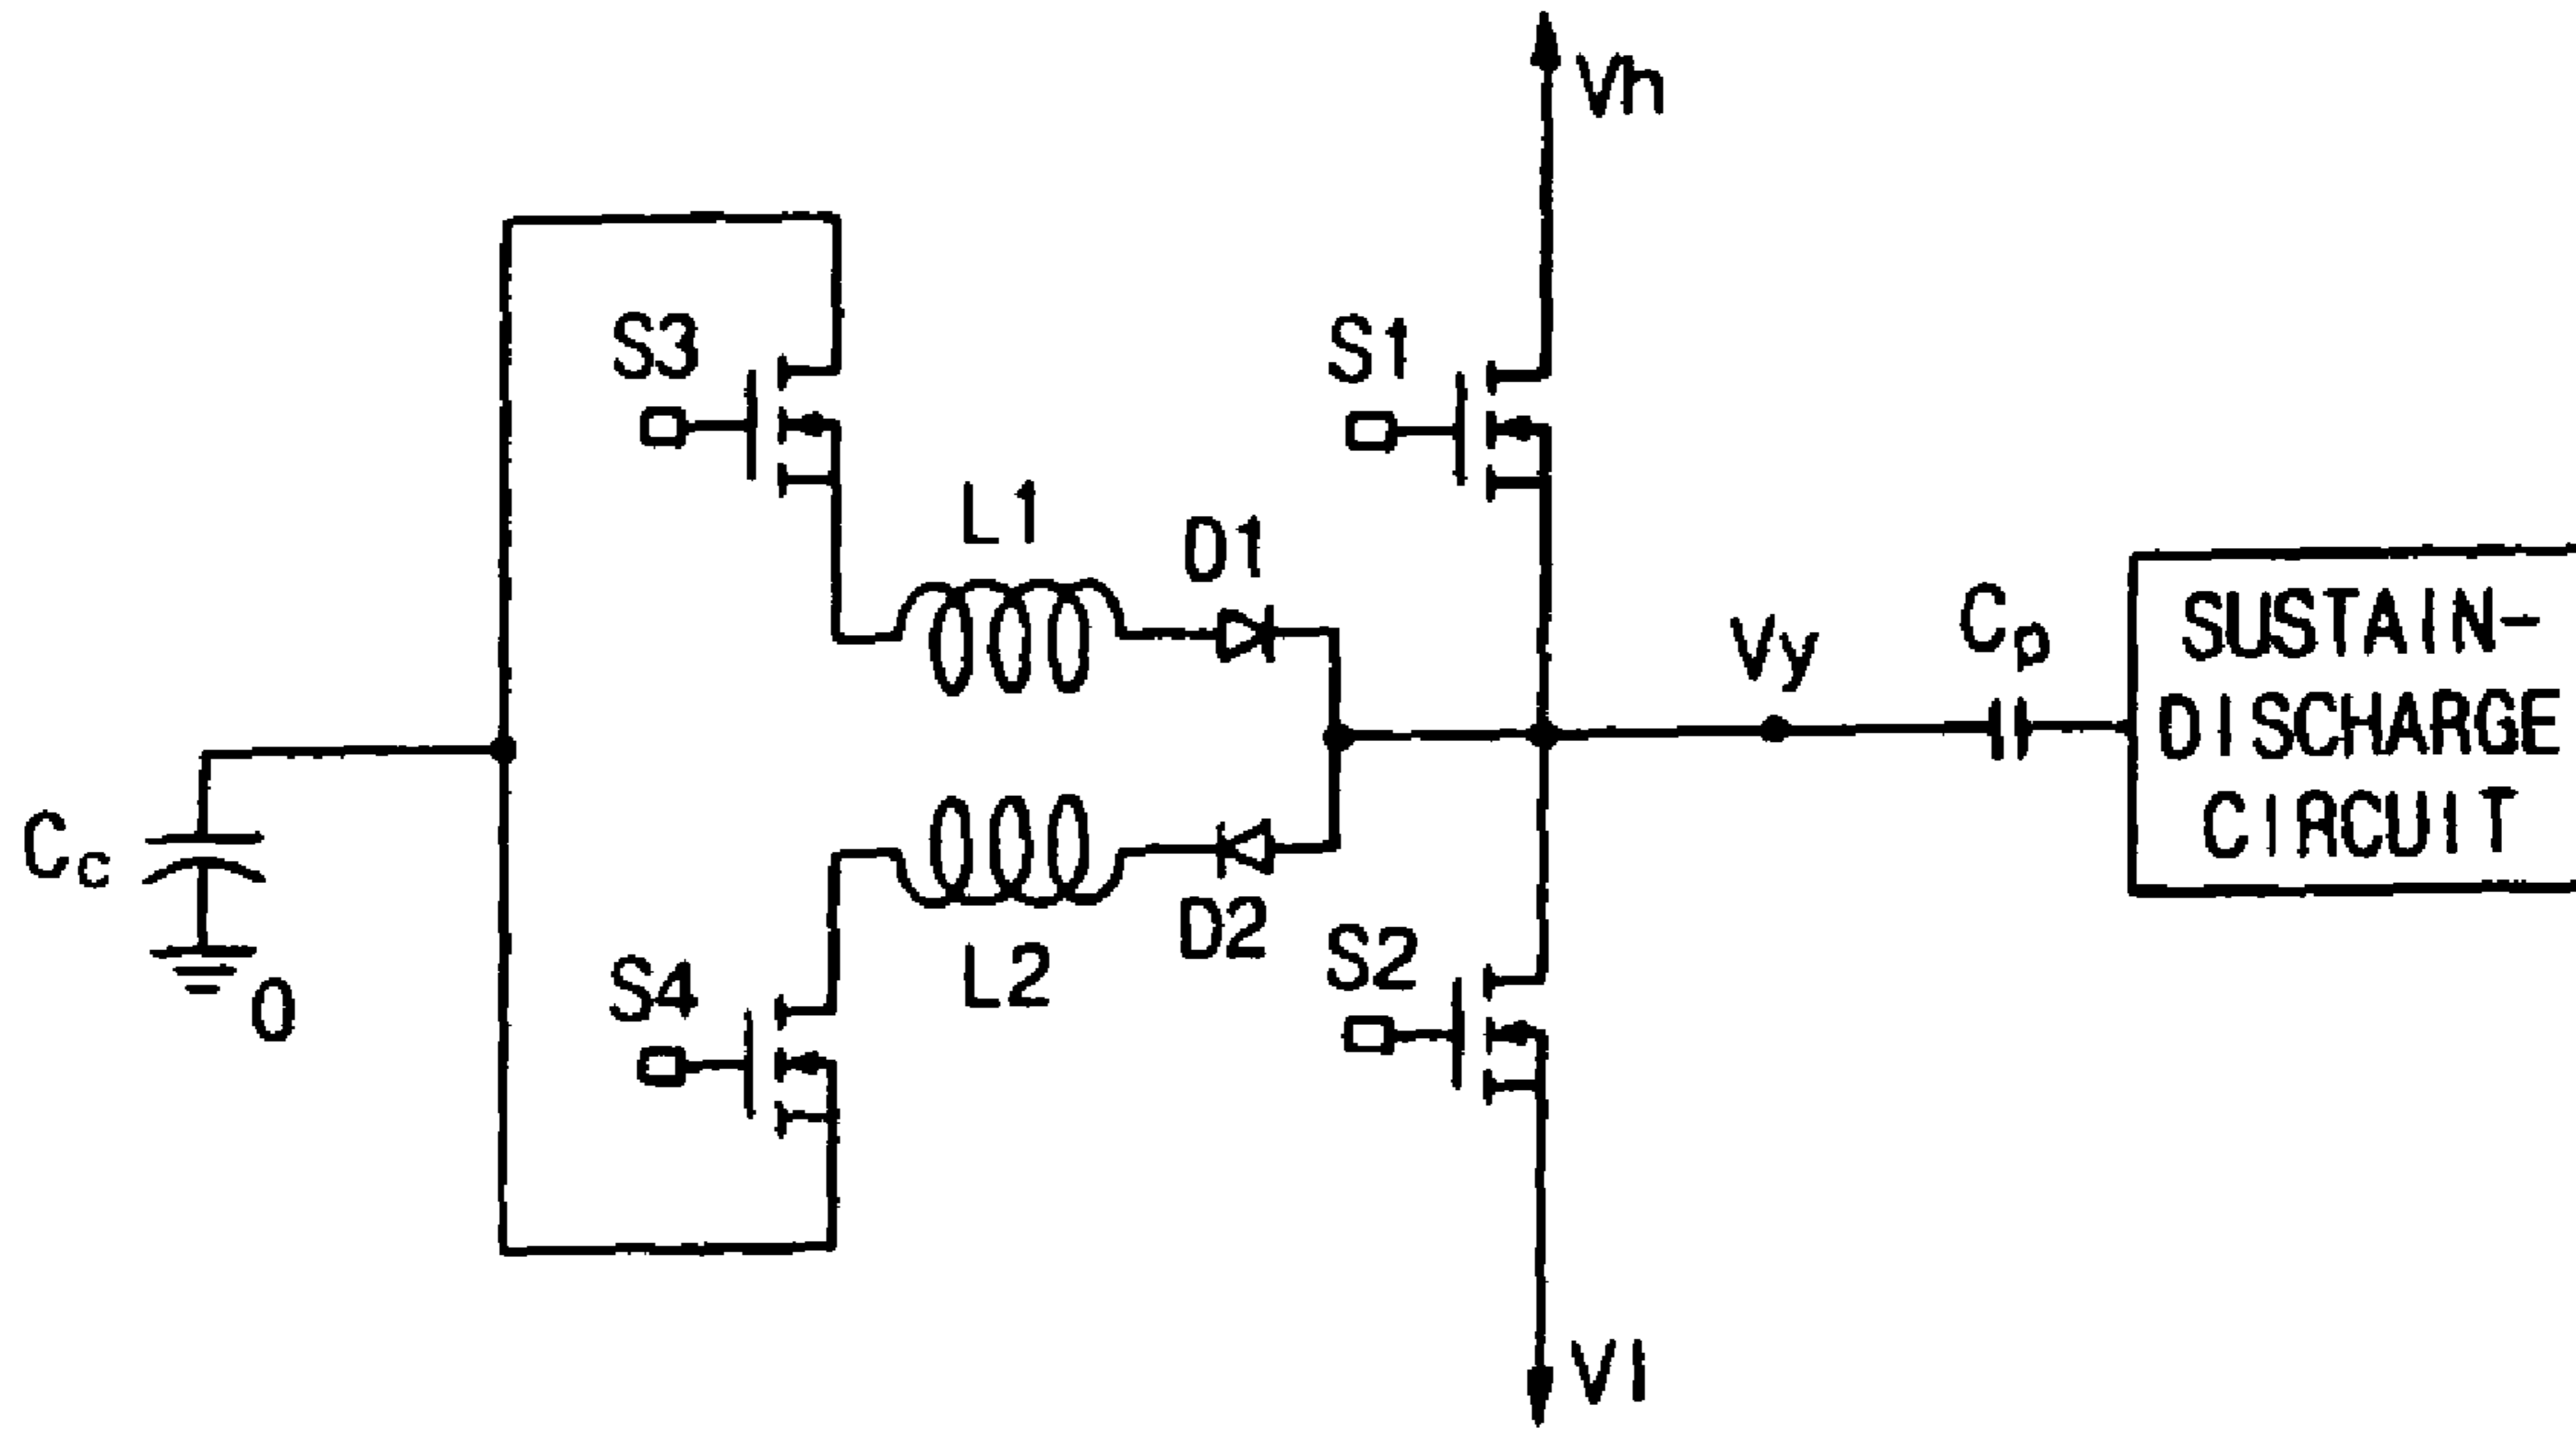 Vh
S3
S1
L1
D1
Vy
Cp
SUSTAIN-
DISCHARGE
CIRCUIT
Cc
0
S4
L2
D2
S2
Vl